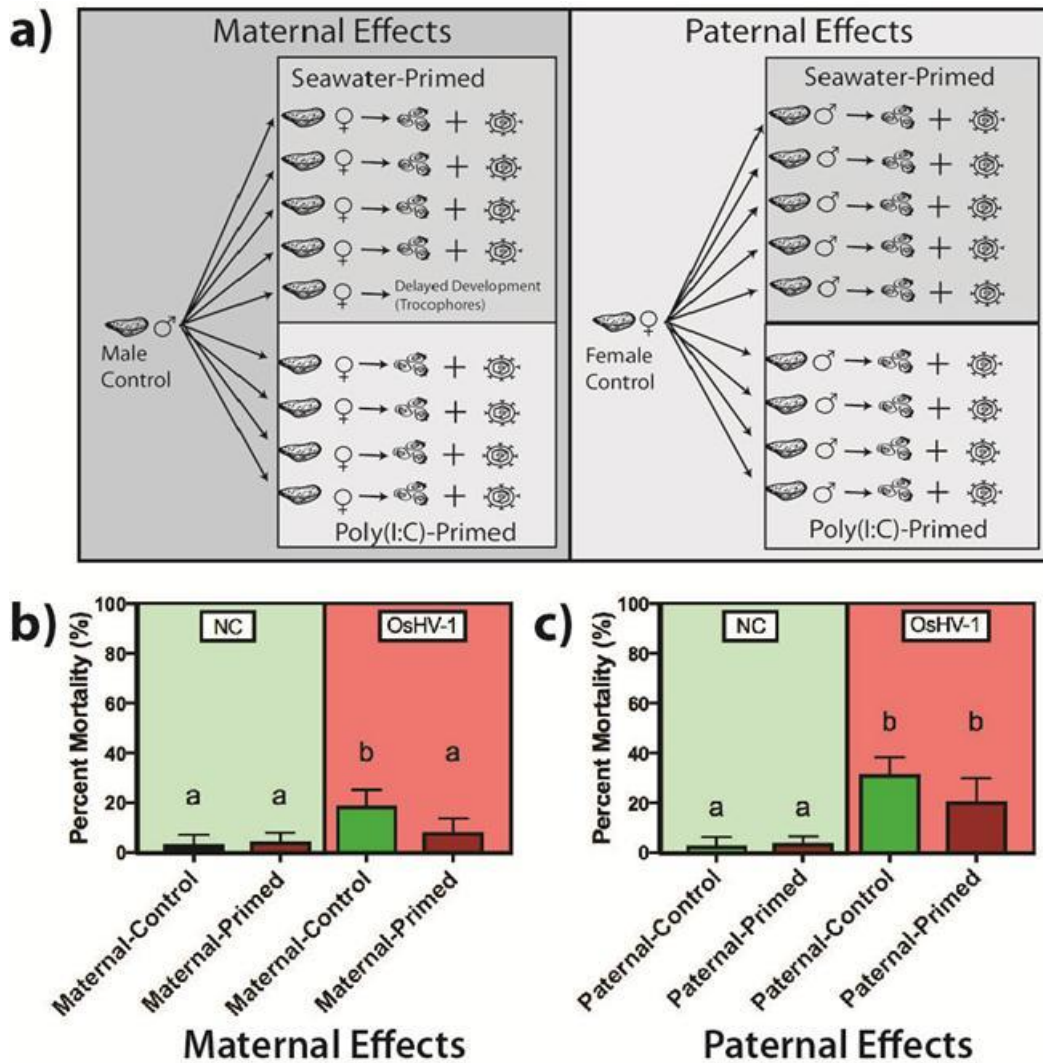 a)
Maternal Effects
Paternal Effects
Seawater-Primed
Seawater-Primed
Delayed Development
(Trocophores)
Male
Control
Female
Control
Poly(I:C)-Primed
Poly(I:C)-Primed
b)
Percent Mortality (%)
100
80
60
40
20
0
NC
OsHV-1
a
a
b
a
Maternal-Control
Maternal-Primed
Maternal-Control
Maternal-Primed
Maternal Effects
c)
Percent Mortality (%)
100
80
60
40
20
0
NC
OsHV-1
a
a
b
b
Paternal-Control
Paternal-Primed
Paternal-Control
Paternal-Primed
Paternal Effects